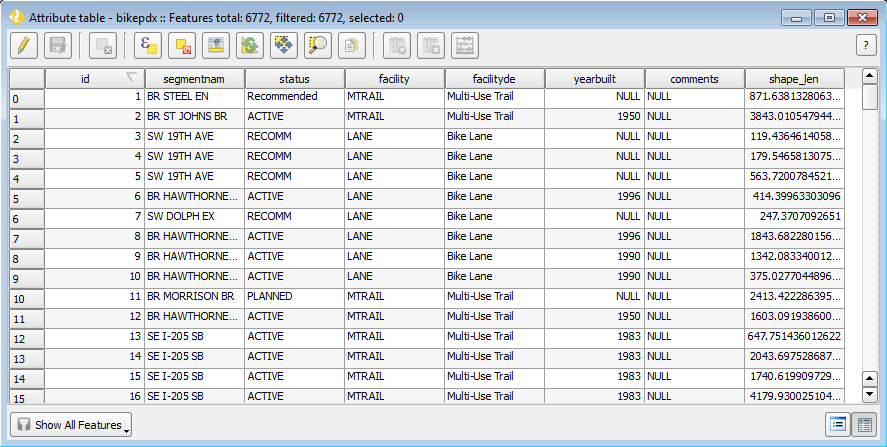 Attribute table - bikepdx :: Features total: 6772, filtered: 6772, selected: 0
?
id segmentnam status facility facilityde yearbuilt comments shape_len
0 1 BR STEEL EN Recommended MTRAIL Multi-Use Trail NULL NULL 871.6381328063...
1 2 BR ST JOHNS BR ACTIVE MTRAIL Multi-Use Trail 1950 NULL 3843.010547944...
2 3 SW 19TH AVE RECOMM LANE Bike Lane NULL NULL 119.4364614058...
3 4 SW 19TH AVE RECOMM LANE Bike Lane NULL NULL 179.5465813075...
4 5 SW 19TH AVE RECOMM LANE Bike Lane NULL NULL 563.7200784521...
5 6 BR HAWTHORNE... ACTIVE LANE Bike Lane 1996 NULL 414.39963303096
6 7 SW DOLPH EX RECOMM LANE Bike Lane NULL NULL 247.3707092651
7 8 BR HAWTHORNE... ACTIVE LANE Bike Lane 1996 NULL 1843.682280156...
8 9 BR HAWTHORNE... ACTIVE LANE Bike Lane 1990 NULL 1342.083340012...
9 10 BR HAWTHORNE... ACTIVE LANE Bike Lane 1990 NULL 375.0277044896...
10 11 BR MORRISON BR PLANNED MTRAIL Multi-Use Trail NULL NULL 2413.422286395...
11 12 BR HAWTHORNE... ACTIVE MTRAIL Multi-Use Trail 1950 NULL 1603.091938600...
12 13 SE I-205 SB ACTIVE MTRAIL Multi-Use Trail 1983 NULL 647.751436012622
13 14 SE I-205 SB ACTIVE MTRAIL Multi-Use Trail 1983 NULL 2043.697528687...
14 15 SE I-205 SB ACTIVE MTRAIL Multi-Use Trail 1983 NULL 1740.619909729...
15 16 SE I-205 SB ACTIVE MTRAIL Multi-Use Trail 1983 NULL 4179.930025104...
Show All Features